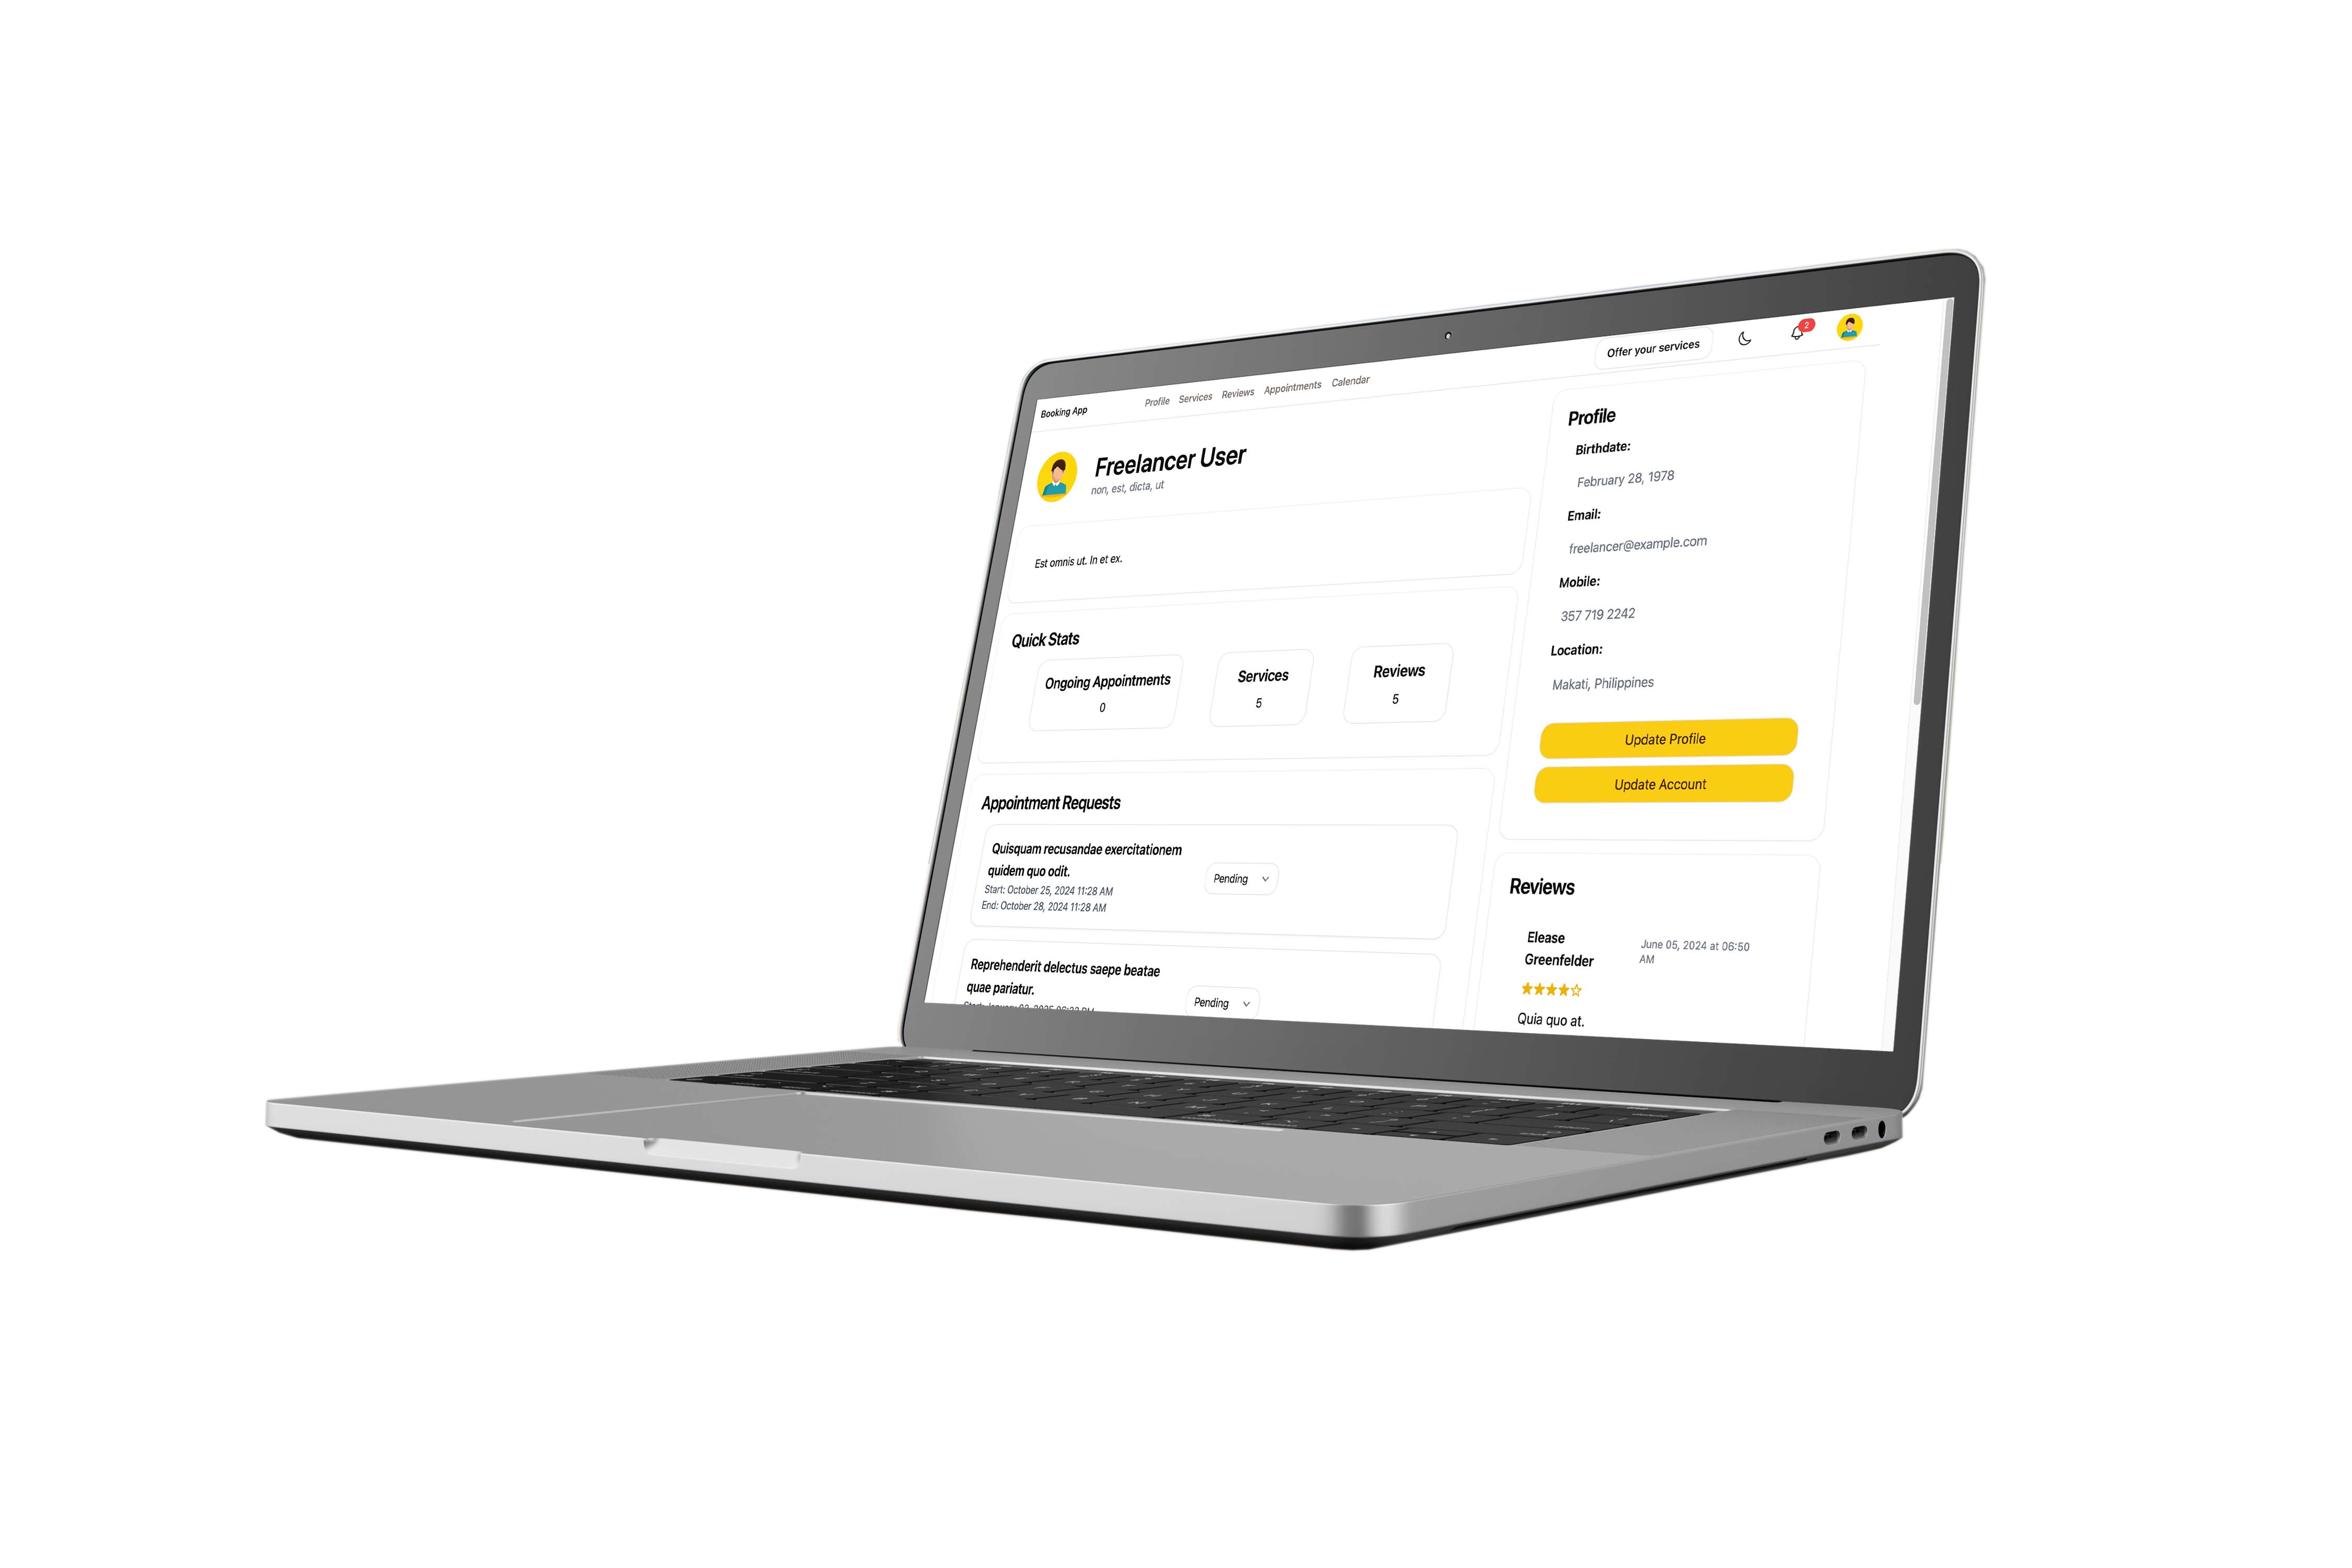 Booking App
Profile Services Reviews Appointments Calendar
Offer your services
2
Freelancer User
non, est, dicta, ut
Est omnis ut. In et ex.
Quick Stats
Ongoing Appointments
0
Services
5
Reviews
5
Appointment Requests
Quisquam recusandae exercitationem
quidem quo odit.
Start: October 25, 2024 11:28 AM
End: October 28, 2024 11:28 AM
Pending
Reprehenderit delectus saepe beatae
quae pariatur.
Pending
Profile
Birthdate:
February 28, 1978
Email:
freelancer@example.com
Mobile:
357 719 2242
Location:
Makati, Philippines
Update Profile
Update Account
Reviews
Elease
Greenfelder
June 05, 2024 at 06:50
AM
Quia quo at.